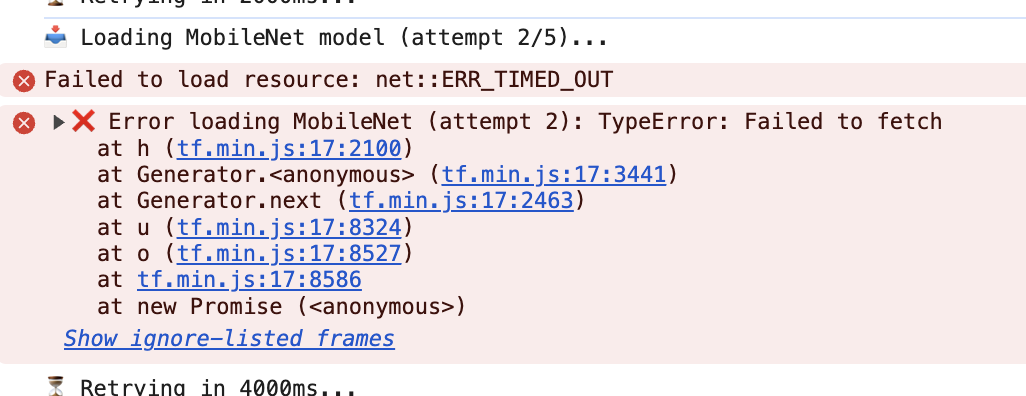 ⏳ Retrying in 2000ms...
📥 Loading MobileNet model (attempt 2/5)...
Failed to load resource: net::ERR_TIMED_OUT
▶❌ Error loading MobileNet (attempt 2): TypeError: Failed to fetch
at h (tf.min.js:17:2100)
at Generator.<anonymous> (tf.min.js:17:3441)
at Generator.next (tf.min.js:17:2463)
at u (tf.min.js:17:8324)
at o (tf.min.js:17:8527)
at tf.min.js:17:8586
at new Promise (<anonymous>)
Show ignore-listed frames
⏳ Retrying in 4000ms...